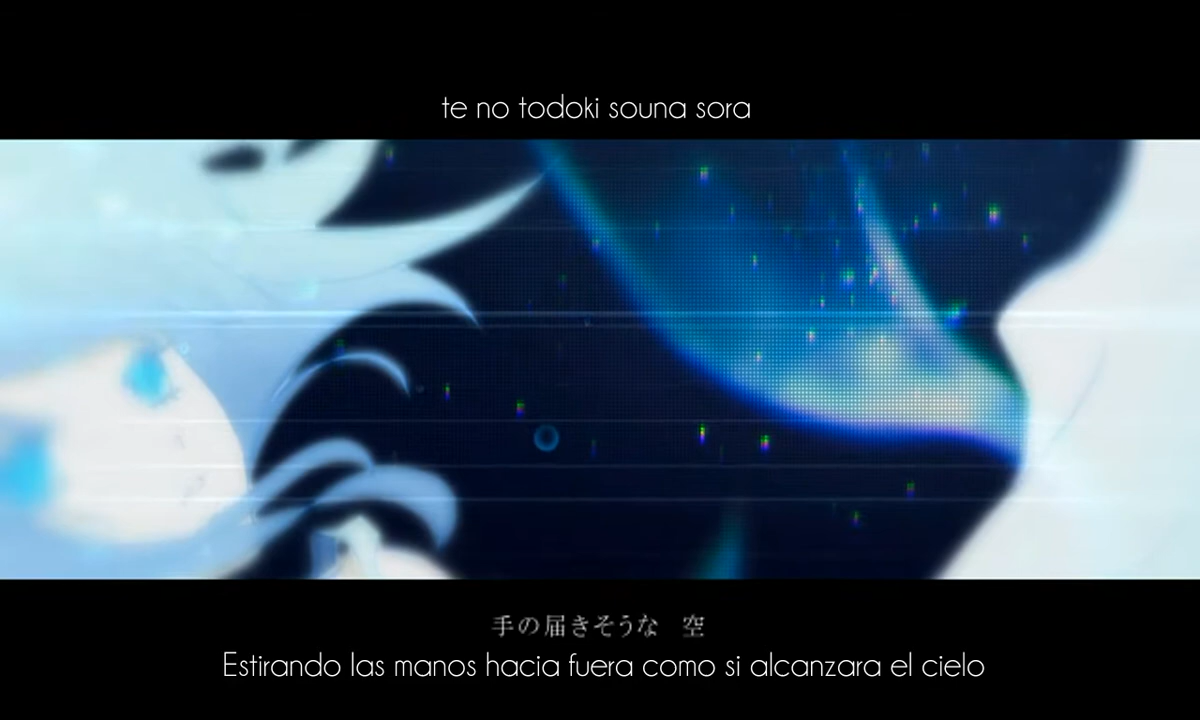 te no todoki souna sora
手の届きそうな　空
Estirando las manos hacia fuera como si alcanzara el cielo